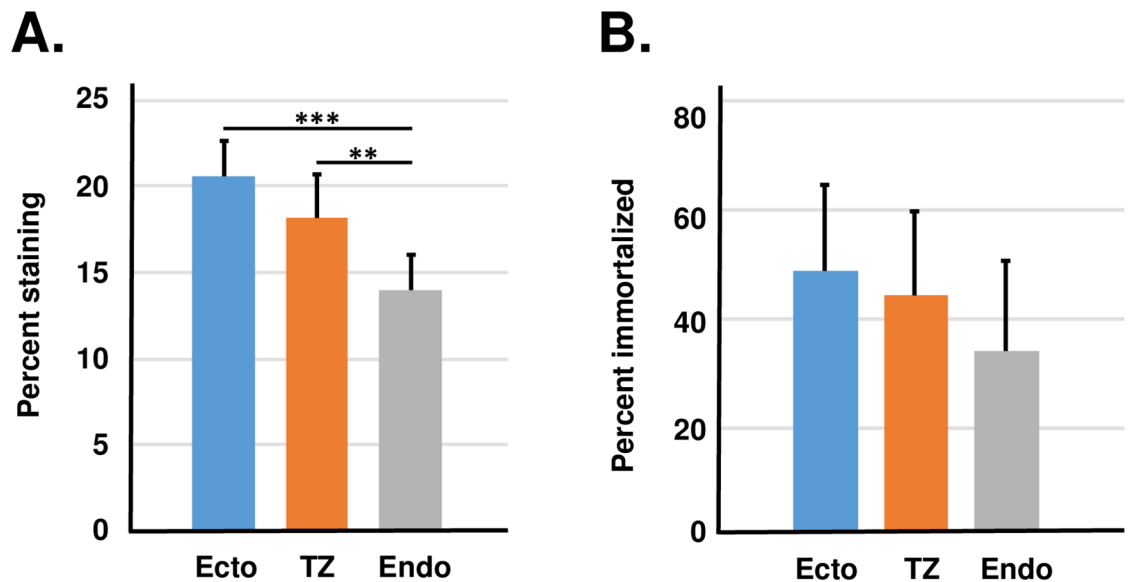 A.
B.
Percent staining
25
20
15
10
5
0
***
**
Ecto TZ Endo
Percent immortalized
80
60
40
20
0
Ecto TZ Endo